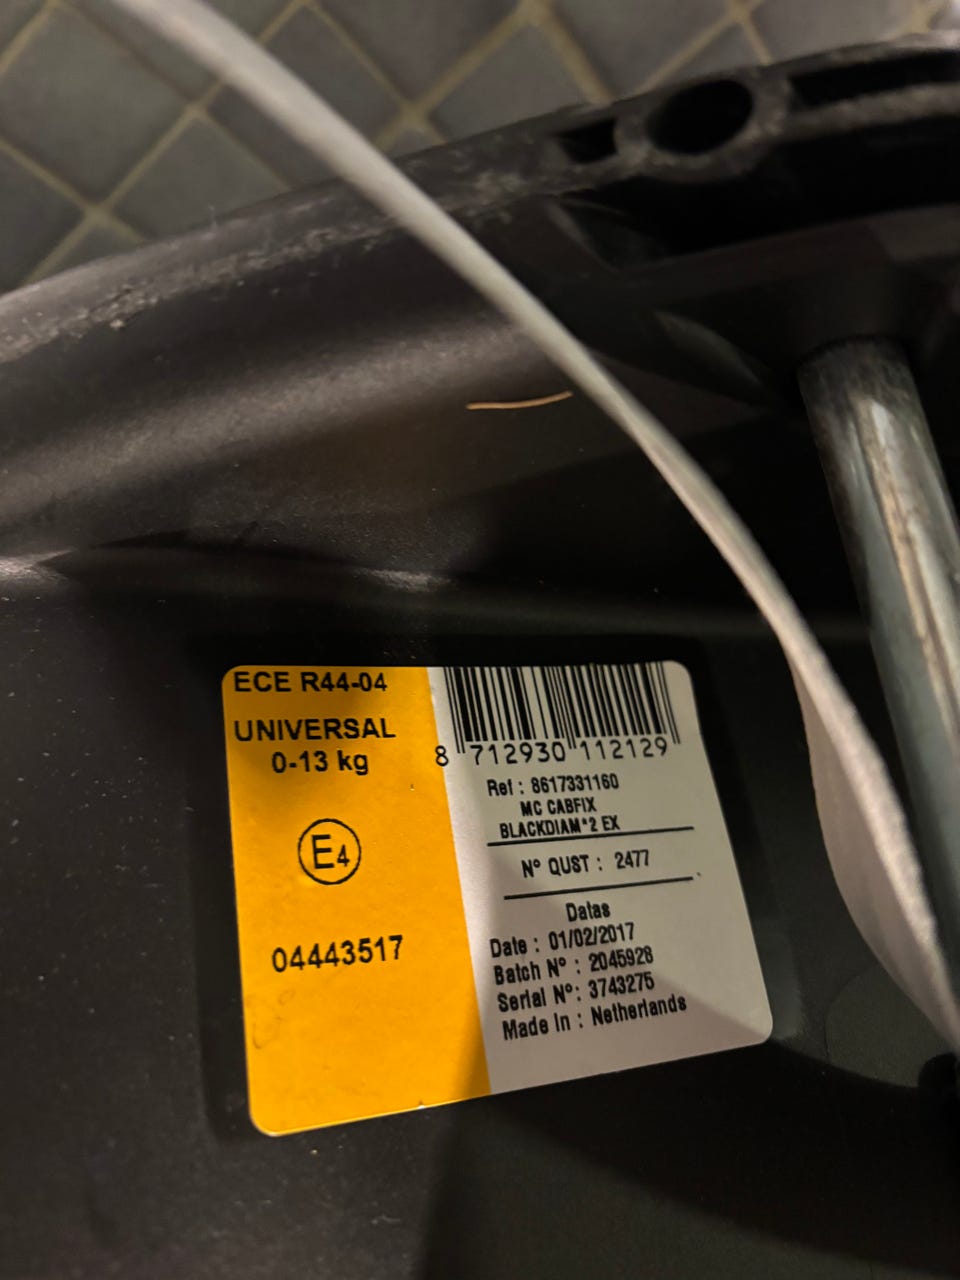 ECE R44-04
UNIVERSAL
0-13 kg
E4
04443517
8 712930 112129
Ref : 8617331160
MC CABFIX
BLACKDIAM*2 EX
N° QUST : 2477
Datas
Date : 01/02/2017
Batch N° : 2045928
Serial N°: 3743275
Made In : Netherlands